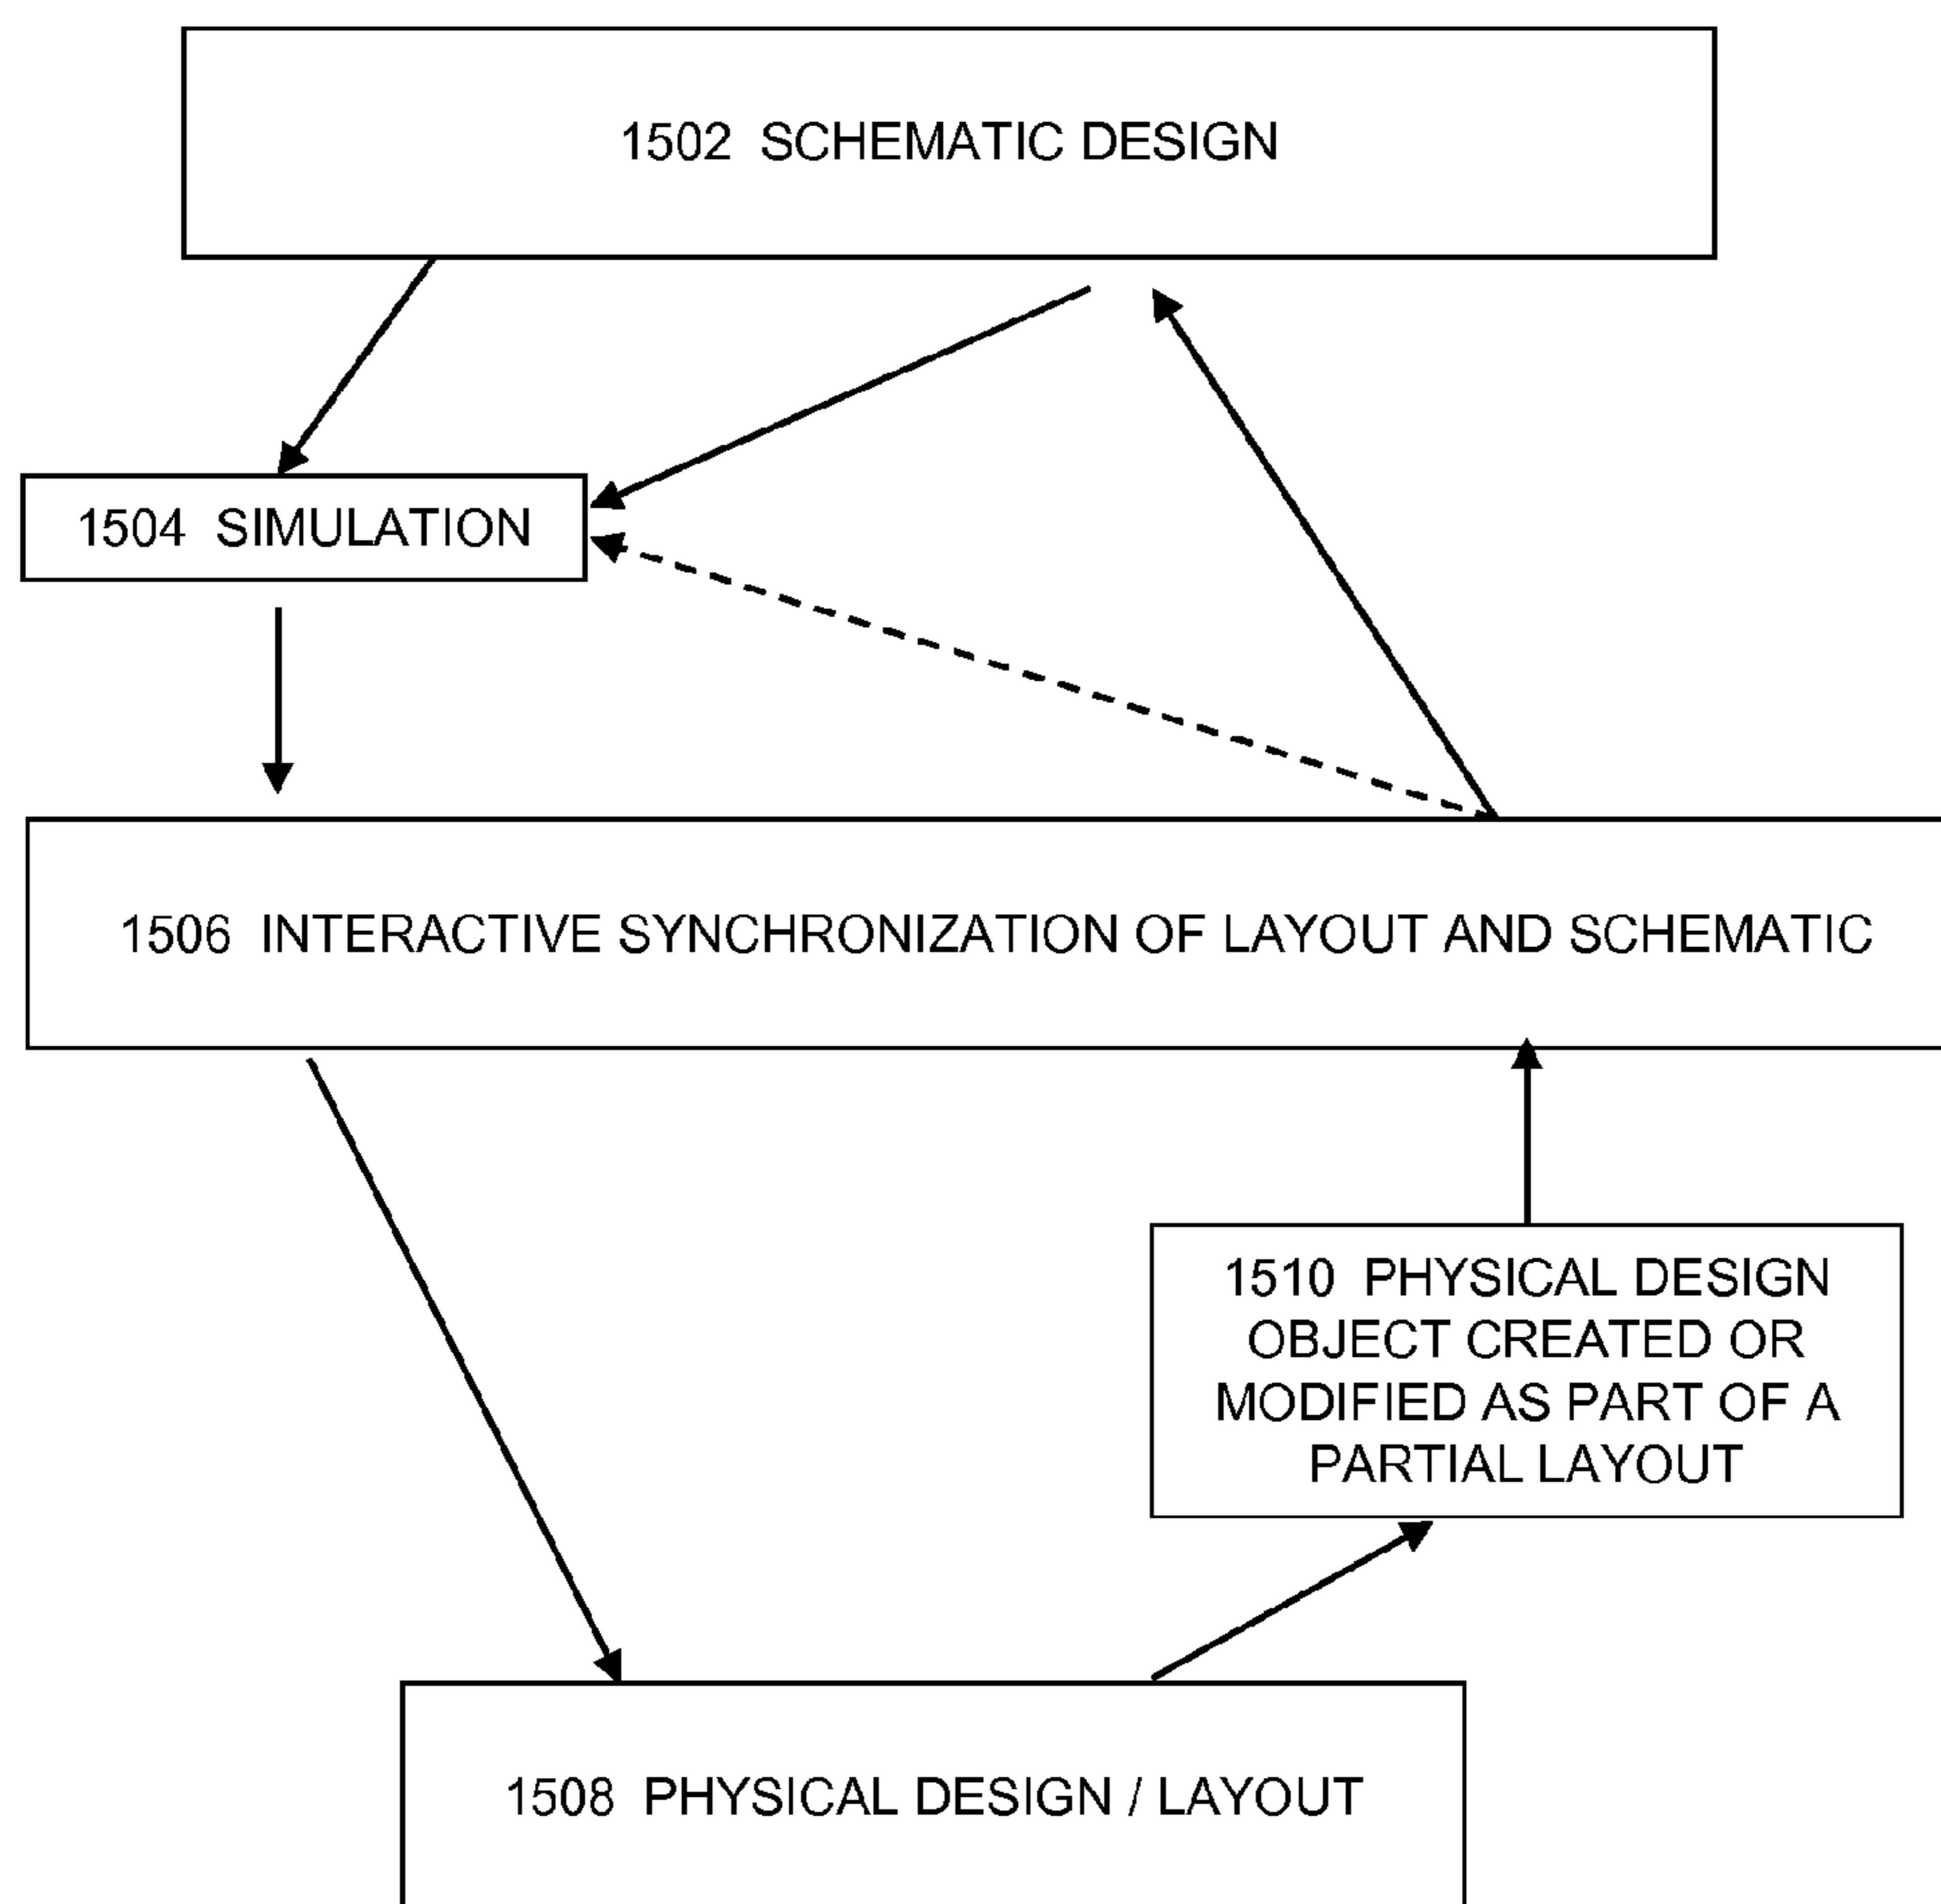 1502 SCHEMATIC DESIGN
1504 SIMULATION
1506 INTERACTIVE SYNCHRONIZATION OF LAYOUT AND SCHEMATIC
1510 PHYSICAL DESIGN
OBJECT CREATED OR
MODIFIED AS PART OF A
PARTIAL LAYOUT
1508 PHYSICAL DESIGN / LAYOUT